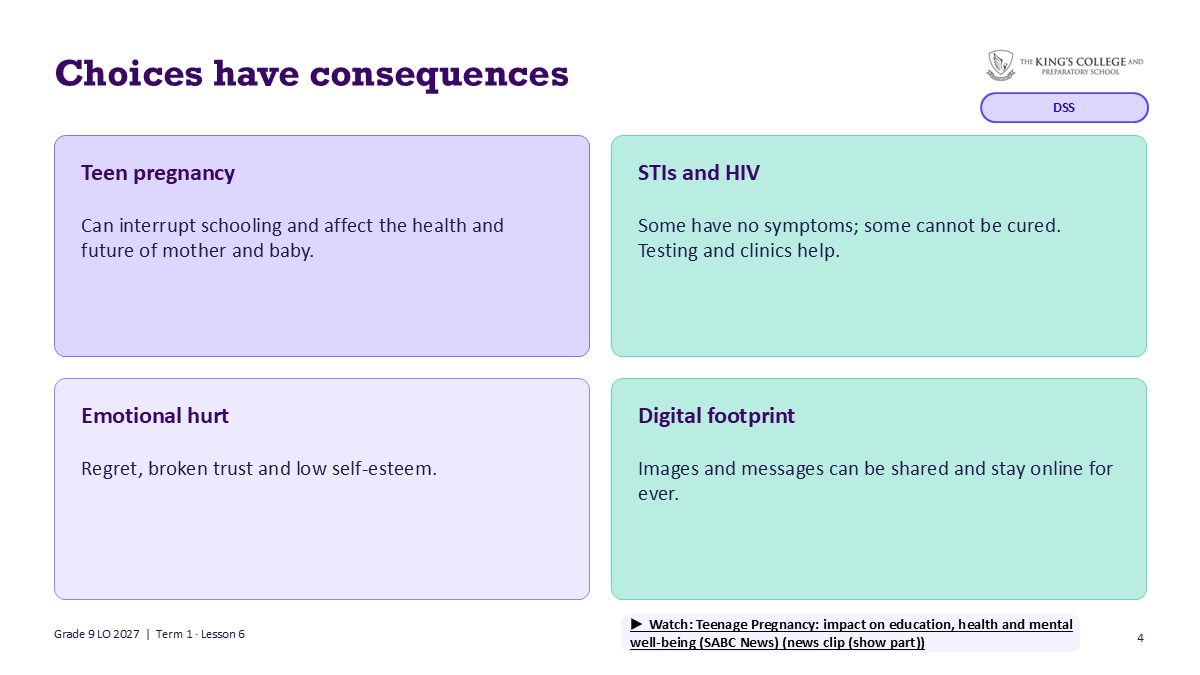 Choices have consequences
THE KING'S COLLEGE AND
PREPARATORY SCHOOL
DSS
Teen pregnancy
Can interrupt schooling and affect the health and
future of mother and baby.
STIs and HIV
Some have no symptoms; some cannot be cured.
Testing and clinics help.
Emotional hurt
Regret, broken trust and low self-esteem.
Digital footprint
Images and messages can be shared and stay online for
ever.
Grade 9 LO 2027 | Term 1 · Lesson 6
▶ Watch: Teenage Pregnancy: impact on education, health and mental
well-being (SABC News) (news clip (show part))
4